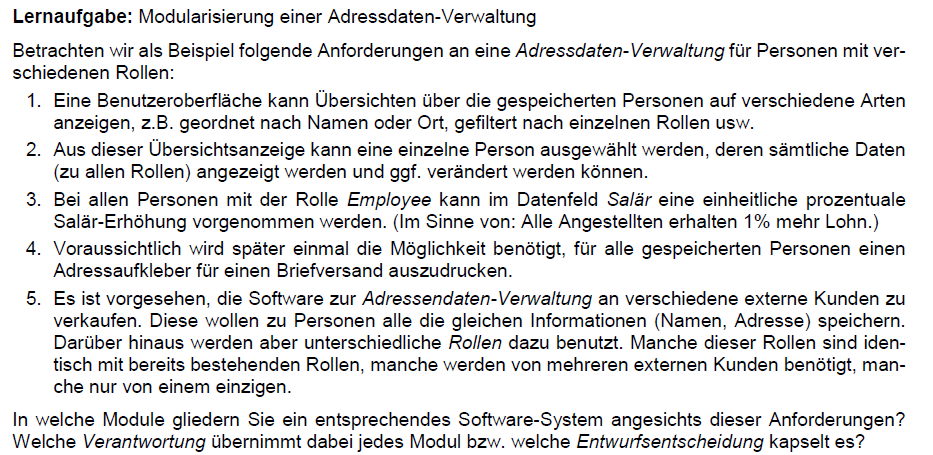 Lernaufgabe: Modularisierung einer Adressdaten-Verwaltung
Betrachten wir als Beispiel folgende Anforderungen an eine Adressdaten-Verwaltung für Personen mit ver-
schiedenen Rollen:
1. Eine Benutzeroberfläche kann Übersichten über die gespeicherten Personen auf verschiedene Arten
anzeigen, z.B. geordnet nach Namen oder Ort, gefiltert nach einzelnen Rollen usw.
2. Aus dieser Übersichtsanzeige kann eine einzelne Person ausgewählt werden, deren sämtliche Daten
(zu allen Rollen) angezeigt werden und ggf. verändert werden können.
3. Bei allen Personen mit der Rolle Employee kann im Datenfeld Salär eine einheitliche prozentuale
Salär-Erhöhung vorgenommen werden. (Im Sinne von: Alle Angestellten erhalten 1% mehr Lohn.)
4. Voraussichtlich wird später einmal die Möglichkeit benötigt, für alle gespeicherten Personen einen
Adressaufkleber für einen Briefversand auszudrucken.
5. Es ist vorgesehen, die Software zur Adressendaten-Verwaltung an verschiedene externe Kunden zu
verkaufen. Diese wollen zu Personen alle die gleichen Informationen (Namen, Adresse) speichern.
Darüber hinaus werden aber unterschiedliche Rollen dazu benutzt. Manche dieser Rollen sind iden-
tisch mit bereits bestehenden Rollen, manche werden von mehreren externen Kunden benötigt, man-
che nur von einem einzigen.
In welche Module gliedern Sie ein entsprechendes Software-System angesichts dieser Anforderungen?
Welche Verantwortung übernimmt dabei jedes Modul bzw. welche Entwurfsentscheidung kapselt es?